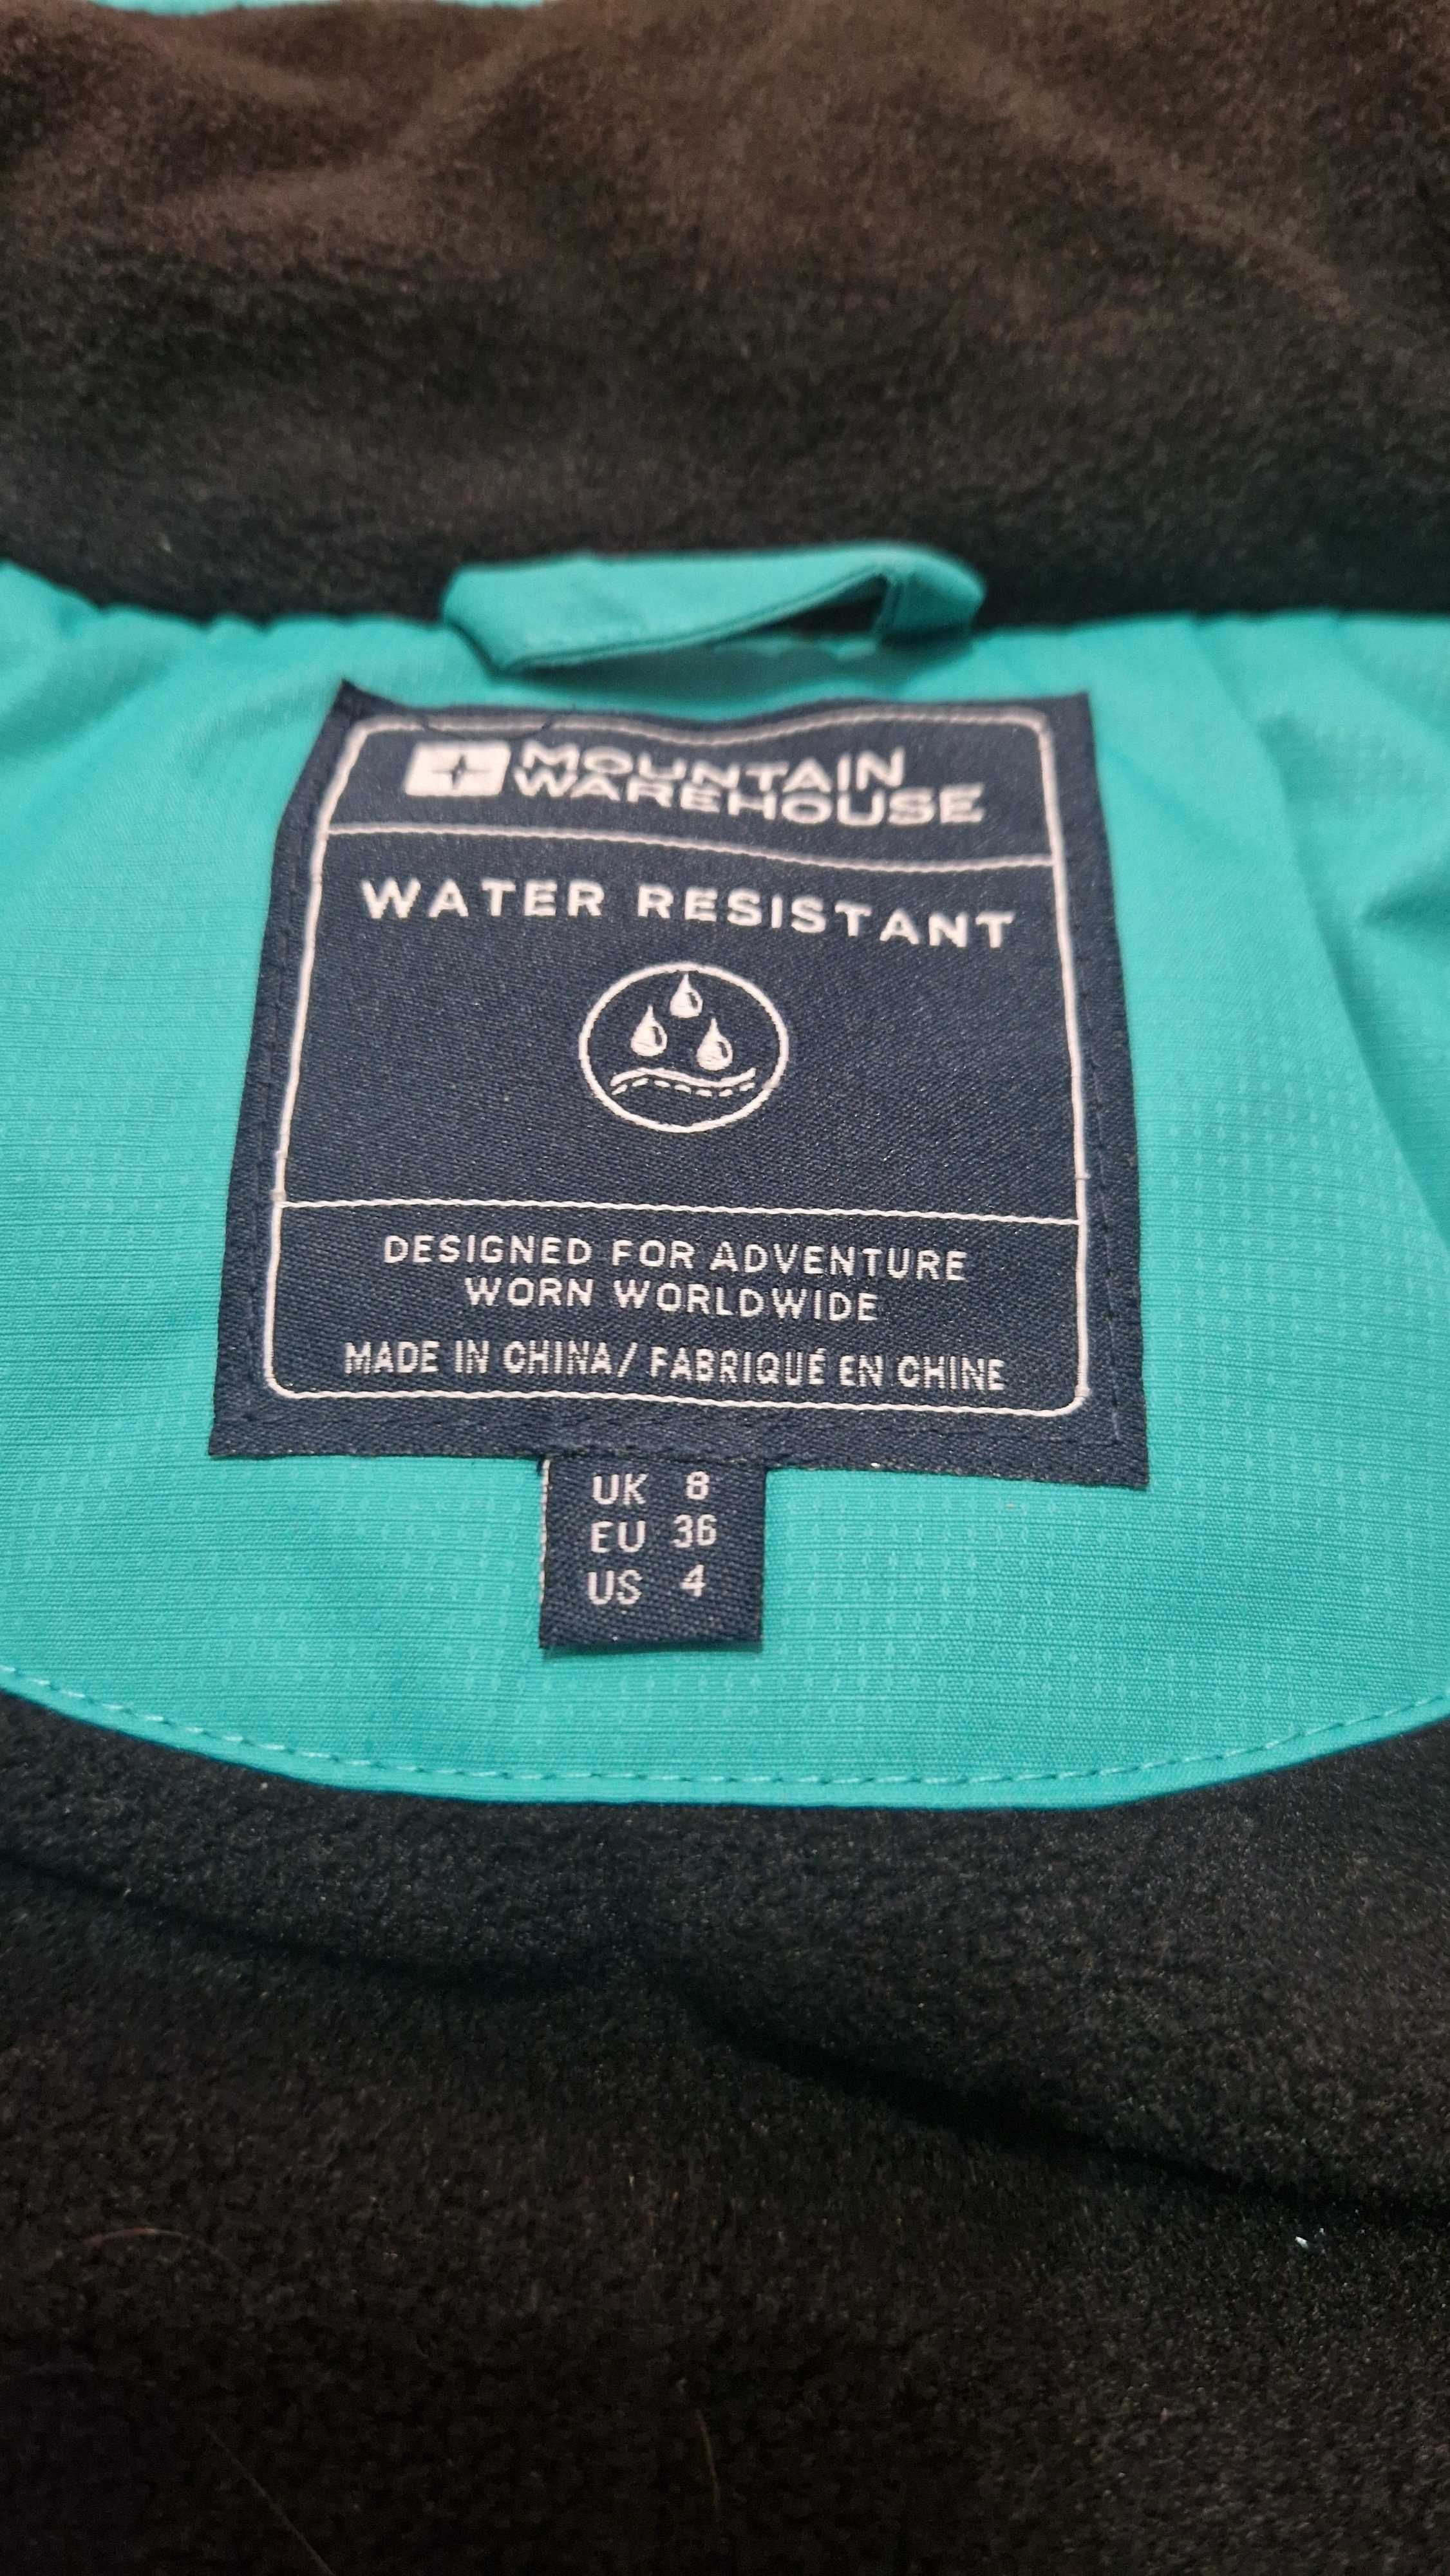 MOUNTAIN
WAREHOUSE
WATER RESISTANT
DESIGNED FOR ADVENTURE
WORN WORLDWIDE
MADE IN CHINA/ FABRIQUÉ EN CHINE
UK 8
EU 36
US 4